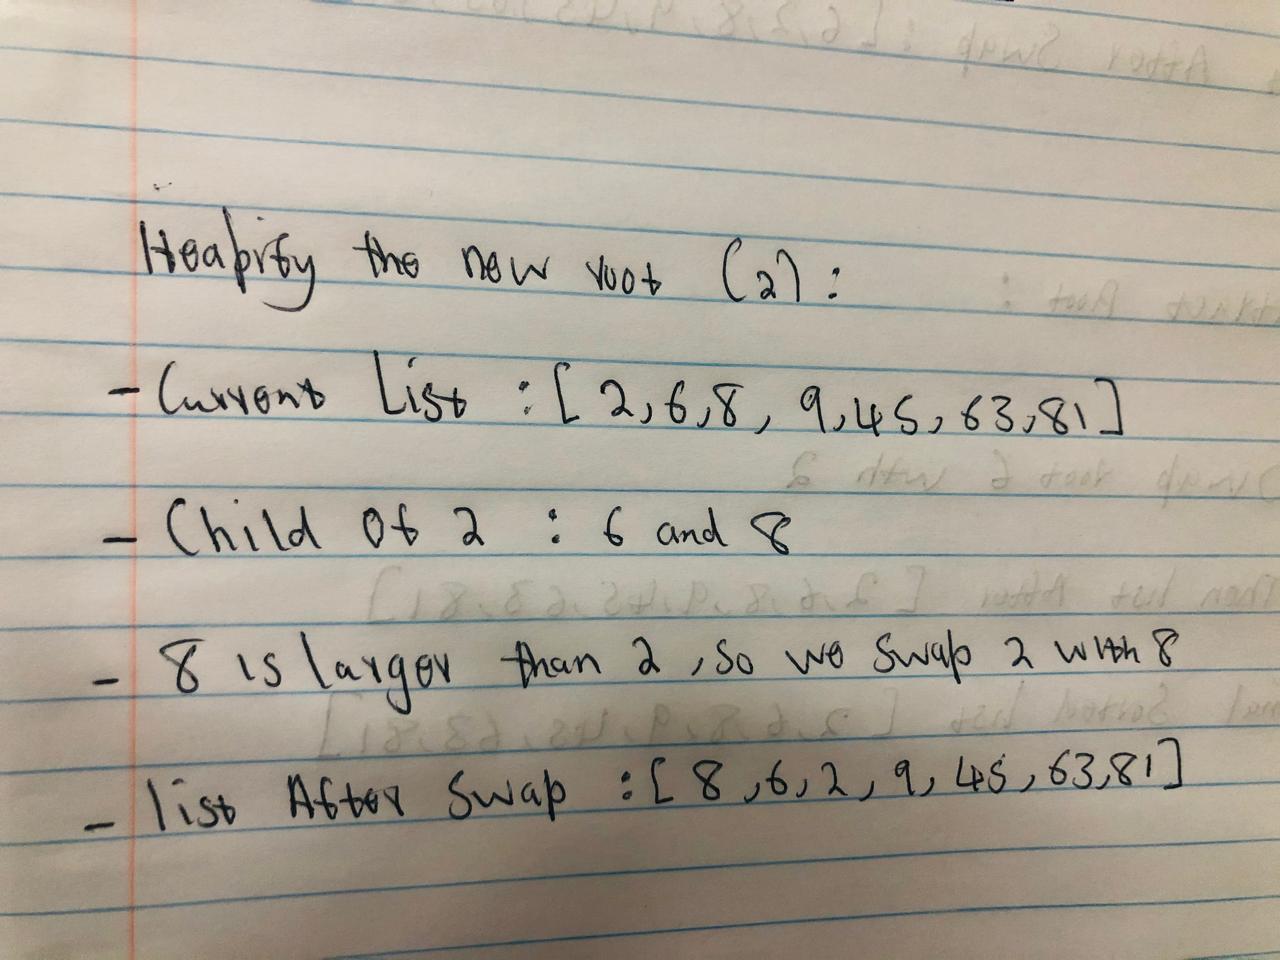 Heapify the new root (2):
- Current List : [2,6,8, 9,45, 63,81]
- Child Of 2 : 6 and 8
- 8 is larger than 2, so we swap 2 with 8
- list After Swap : [8,6,2,9,45,63,81]